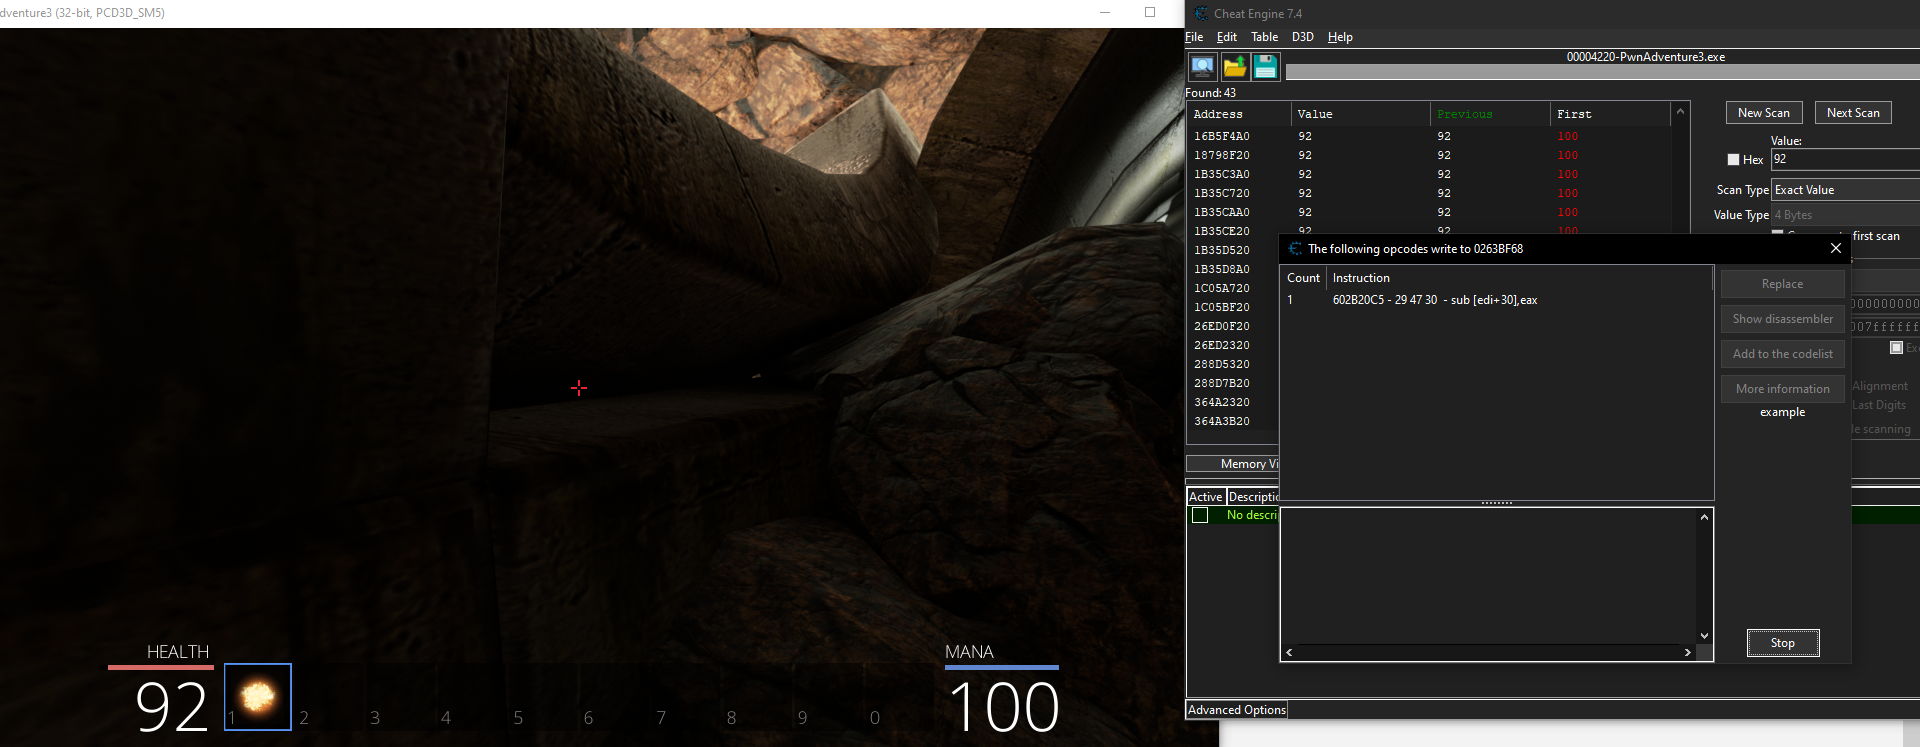 dventure3 (32-bit, PCD3D_SM5)
HEALTH
92
1
2
3
4
5
6
7
8
9
0
MANA
100
Cheat Engine 7.4
File Edit Table D3D Help
00004220-PwnAdventure3.exe
Found: 43
Address Value Previous First
16B5F4A0 92 92 100
18798F20 92 92 100
1B35C3A0 92 92 100
1B35C720 92 92 100
1B35CAA0 92 92 100
1B35CE20 92 92 100
1B35D520
1B35D8A0
1C05A720
1C05BF20
26ED0F20
26ED2320
288D5320
288D7B20
364A2320
364A3B20
New Scan Next Scan
Value:
Hex 92
Scan Type Exact Value
Value Type 4 Bytes
first scan
000000000
007ffffff
Alignment
Last Digits
scanning
Memory Vi
Active Descriptio
No descri
Advanced Options
The following opcodes write to 0263BF68
Count Instruction
1 602B20C5 - 29 47 30 - sub [edi+30],eax
Replace
Show disassembler
Add to the codelist
More information
example
Stop